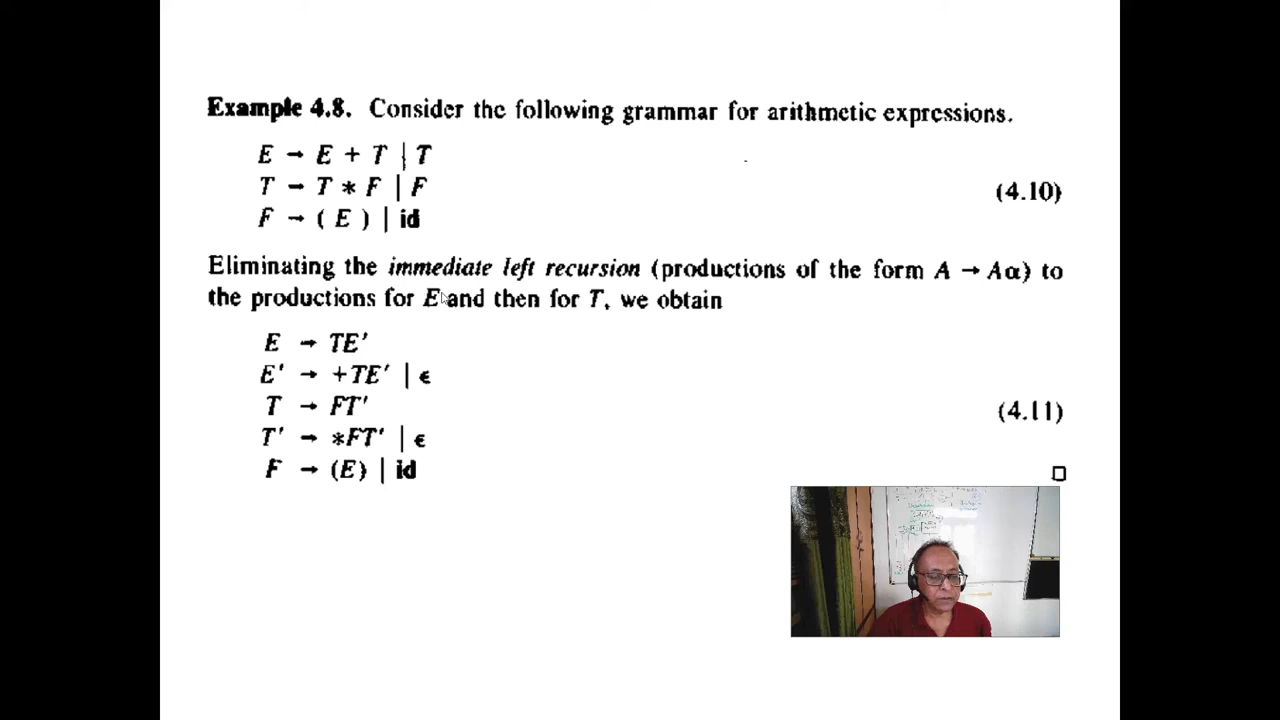 Example 4.8. Consider the following grammar for arithmetic expressions.
E → E + T | T
T → T * F | F
(4.10)
F → ( E ) | id
Eliminating the immediate left recursion (productions of the form A → Aα) to
the productions for E and then for T, we obtain
E → TE'
E' → +TE' | ϵ
T → FT'
(4.11)
T' → *FT' | ϵ
F → (E) | id